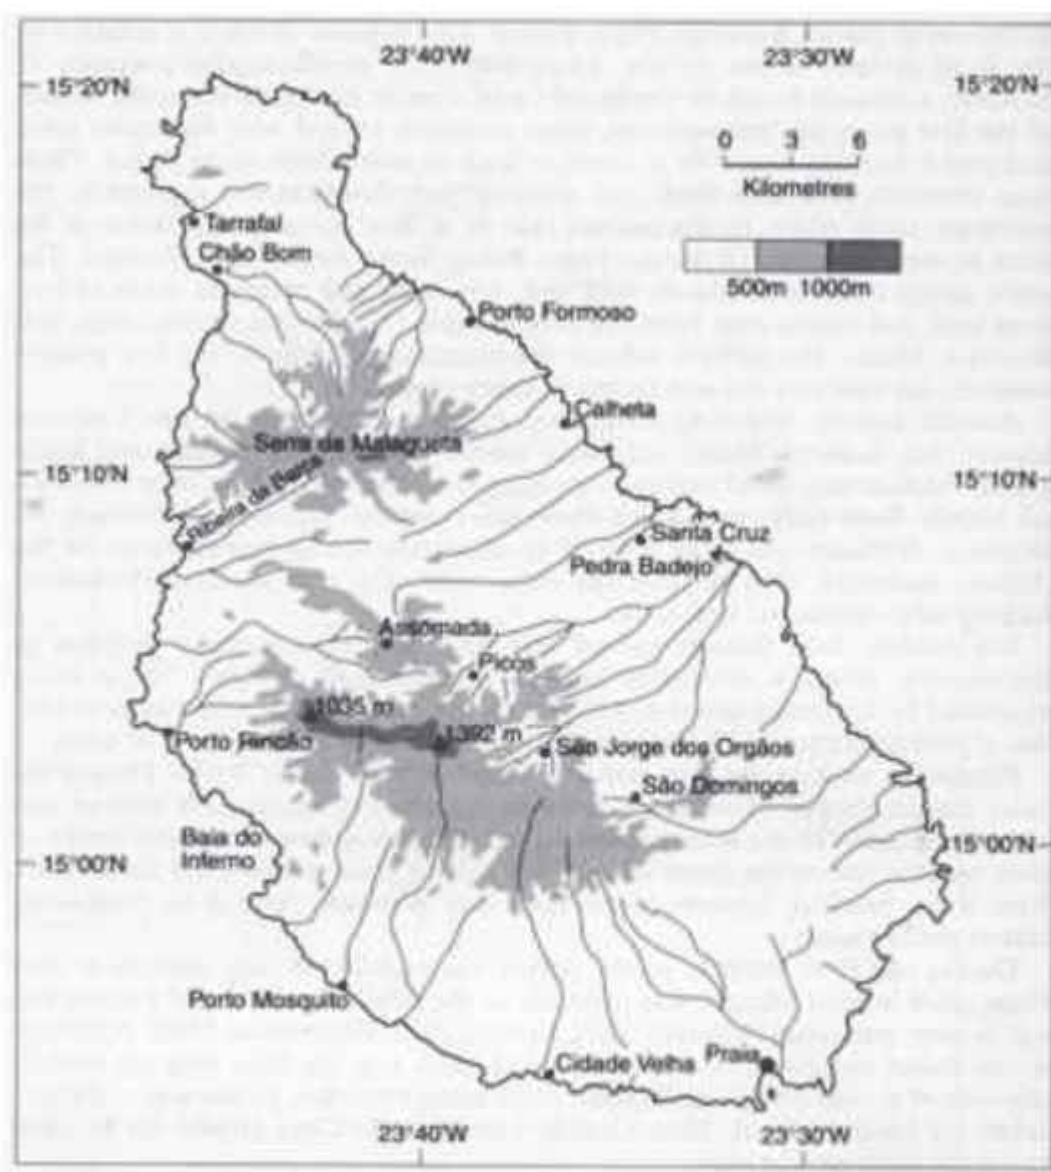 23°40'W
23°30'W
15°20'N
15°20'N
0 3 6
Kilometres
Tarrafal
Chão Bom
500m 1000m
Porto Formoso
Calheta
Serra da Malagueta
15°10'N
15°10'N
Ribeira da Barca
Santa Cruz
Pedra Badejo
Assomada
Picos
1035 m
1392 m
Porto Rincão
São Jorge dos Orgãos
São Domingos
Baia do
Inferno
15°00'N
15°00'N
Porto Mosquito
Cidade Velha
Praia
23°40'W
23°30'W